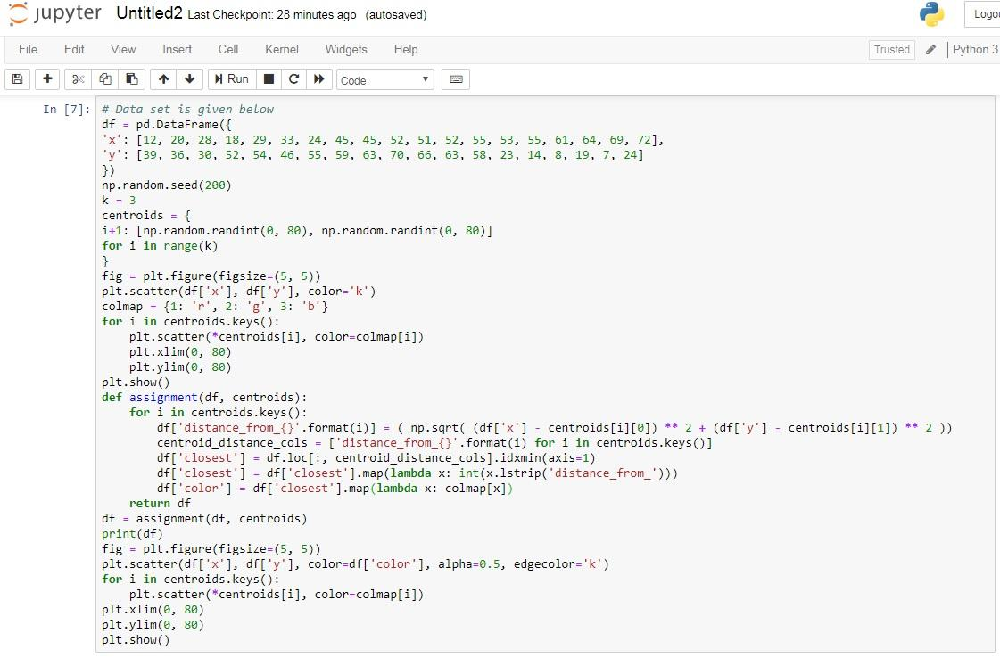 jupyter Untitled2 Last Checkpoint: 28 minutes ago (autosaved)
File Edit View Insert Cell Kernel Widgets Help Trusted Python 3
Run Code
In [7]: # Data set is given below
df = pd.DataFrame({
'x': [12, 20, 28, 18, 29, 33, 24, 45, 45, 52, 51, 52, 55, 53, 55, 61, 64, 69, 72],
'y': [39, 36, 30, 52, 54, 46, 55, 59, 63, 70, 66, 63, 58, 23, 14, 8, 19, 7, 24]
})
np.random.seed(200)
k = 3
centroids = {
i+1: [np.random.randint(0, 80), np.random.randint(0, 80)]
for i in range(k)
}
fig = plt.figure(figsize=(5, 5))
plt.scatter(df['x'], df['y'], color='k')
colmap = {1: 'r', 2: 'g', 3: 'b'}
for i in centroids.keys():
    plt.scatter(*centroids[i], color=colmap[i])
    plt.xlim(0, 80)
    plt.ylim(0, 80)
plt.show()
def assignment(df, centroids):
    for i in centroids.keys():
        df['distance_from_{}'.format(i)] = ( np.sqrt( (df['x'] - centroids[i][0]) ** 2 + (df['y'] - centroids[i][1]) ** 2 ))
        centroid_distance_cols = ['distance_from_{}'.format(i) for i in centroids.keys()]
        df['closest'] = df.loc[:, centroid_distance_cols].idxmin(axis=1)
        df['closest'] = df['closest'].map(lambda x: int(x.lstrip('distance_from_')))
        df['color'] = df['closest'].map(lambda x: colmap[x])
    return df
df = assignment(df, centroids)
print(df)
fig = plt.figure(figsize=(5, 5))
plt.scatter(df['x'], df['y'], color=df['color'], alpha=0.5, edgecolor='k')
for i in centroids.keys():
    plt.scatter(*centroids[i], color=colmap[i])
plt.xlim(0, 80)
plt.ylim(0, 80)
plt.show()